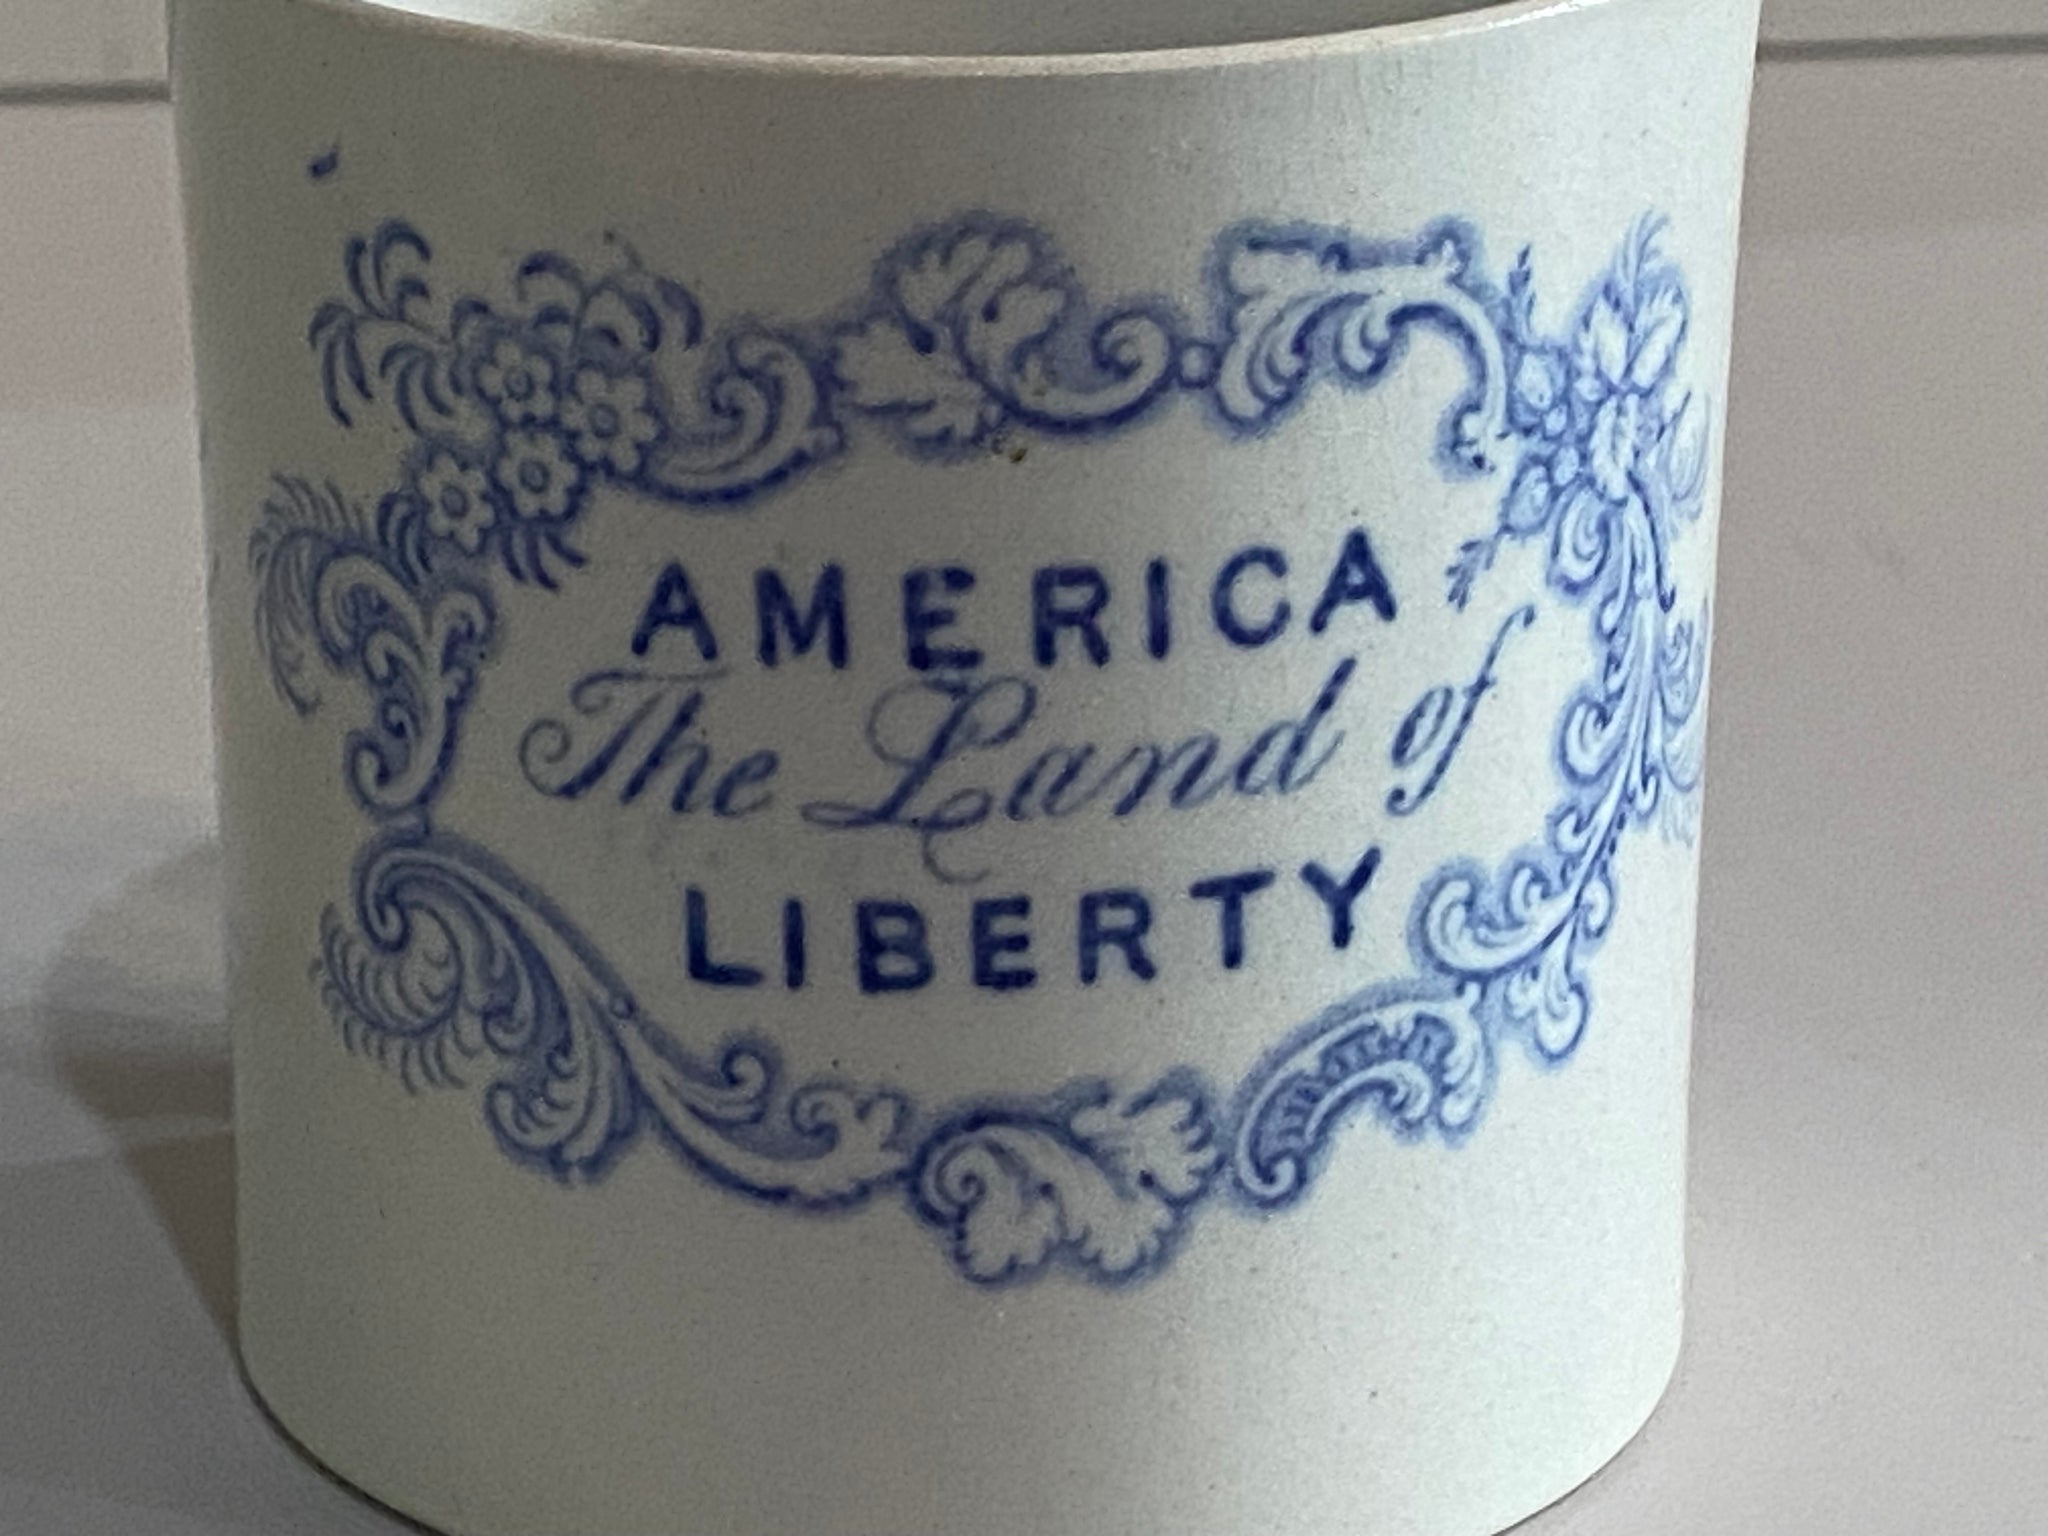 AMERICA
The Land of
LIBERTY